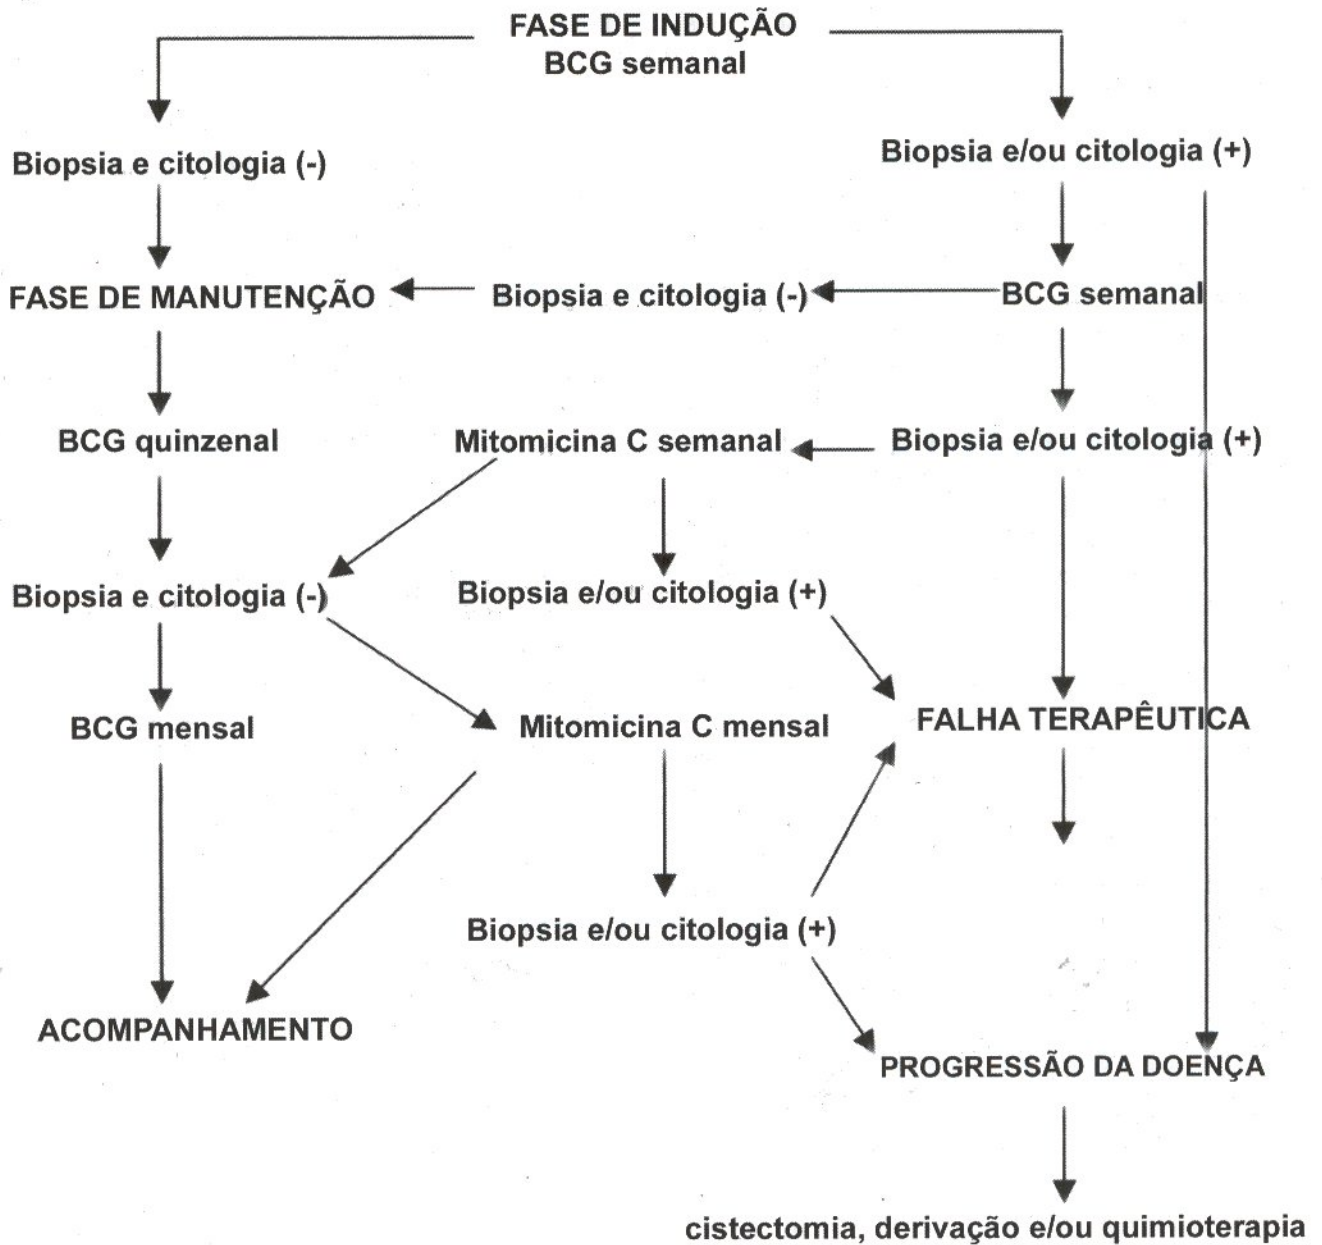 FASE DE INDUÇÃO
BCG semanal
Biopsia e citologia (-)
Biopsia e/ou citologia (+)
FASE DE MANUTENÇÃO
Biopsia e citologia (-)
BCG semanal
BCG quinzenal
Mitomicina C semanal
Biopsia e/ou citologia (+)
Biopsia e citologia (-)
Biopsia e/ou citologia (+)
BCG mensal
Mitomicina C mensal
FALHA TERAPÊUTICA
Biopsia e/ou citologia (+)
ACOMPANHAMENTO
PROGRESSÃO DA DOENÇA
cistectomia, derivação e/ou quimioterapia